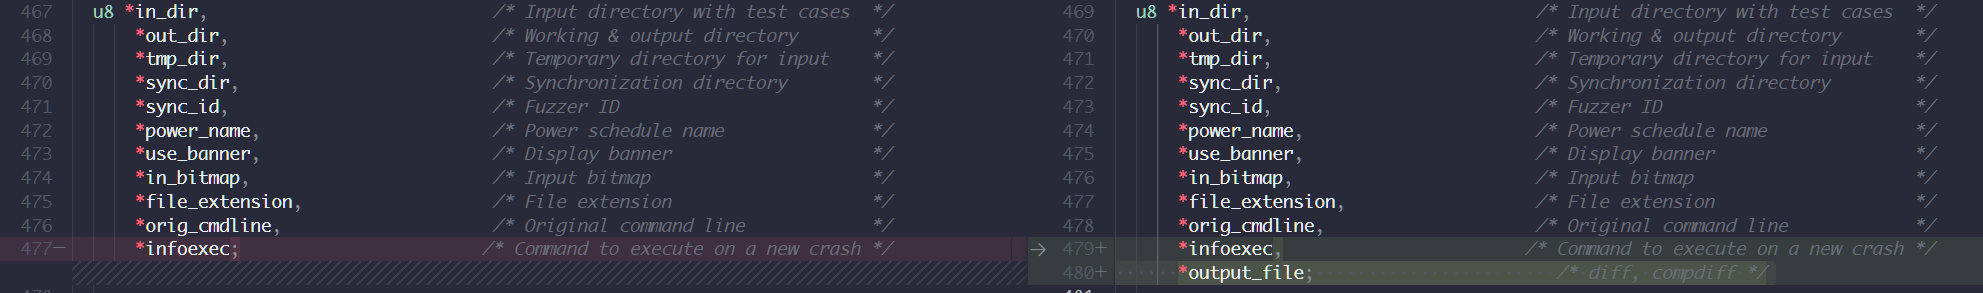 467 u8 *in_dir, /* Input directory with test cases */
468 *out_dir, /* Working & output directory */
469 *tmp_dir, /* Temporary directory for input */
470 *sync_dir, /* Synchronization directory */
471 *sync_id, /* Fuzzer ID */
472 *power_name, /* Power schedule name */
473 *use_banner, /* Display banner */
474 *in_bitmap, /* Input bitmap */
475 *file_extension, /* File extension */
476 *orig_cmdline, /* Original command line */
477− *infoexec; /* Command to execute on a new crash */
469 u8 *in_dir, /* Input directory with test cases */
470 *out_dir, /* Working & output directory */
471 *tmp_dir, /* Temporary directory for input */
472 *sync_dir, /* Synchronization directory */
473 *sync_id, /* Fuzzer ID */
474 *power_name, /* Power schedule name */
475 *use_banner, /* Display banner */
476 *in_bitmap, /* Input bitmap */
477 *file_extension, /* File extension */
478 *orig_cmdline, /* Original command line */
→ 479+ *infoexec, /* Command to execute on a new crash */
480+ *output_file; /* diff, compdiff */